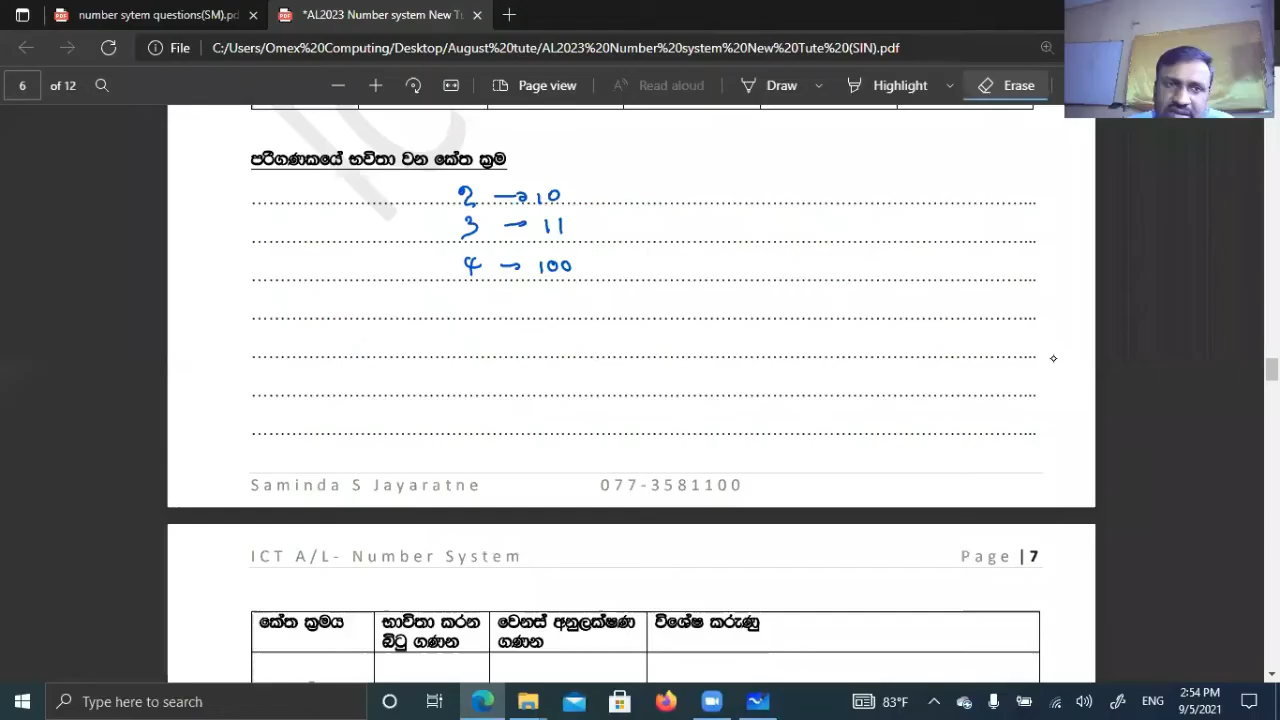 number sytem questions(SM).pd
*AL2023 Number system New Tu
File C:/Users/Omex%20Computing/Desktop/August%20tute/AL2023%20Number%20system%20New%20Tute%20(SIN).pdf
6 of 12 Page view Read aloud Draw Highlight Erase
පරිගණකයේ භාවිතා වන කේත ක්‍රම
2 → 10
3 → 11
4 → 100
Saminda S Jayaratne 077-3581100
ICT A/L- Number System Page | 7
කේත ක්‍රමය භාවිතා කරන බිටු ගණන වෙනස් අනුලක්ෂණ ගණන විශේෂ කරුණු
Type here to search 83°F ENG 2:54 PM
9/5/2021